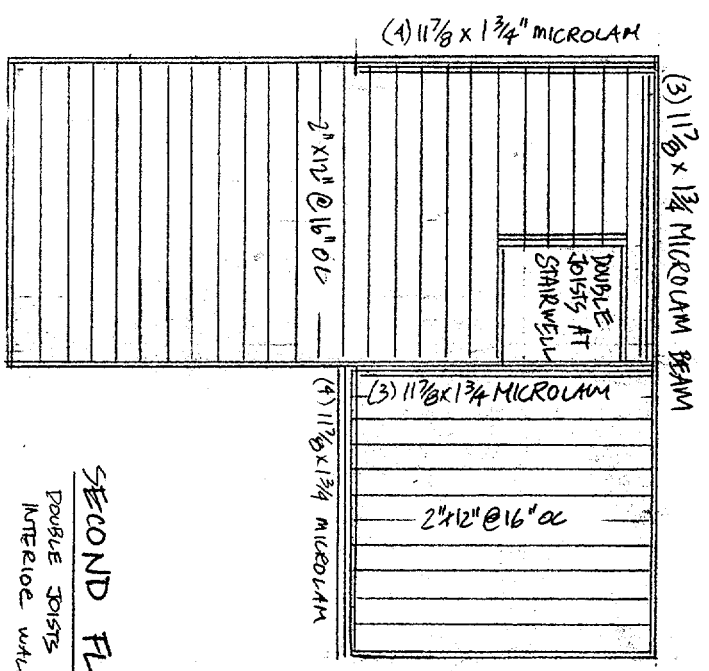 (4) 11 7/8 x 1 3/4" MICROLAM
(3) 11 7/8 x 1 3/4 MICROLAM BEAM
2"x12" @ 16" OC
DOUBLE
JOISTS AT
STAIRWELL
(3) 11 7/8 x 1 3/4 MICROLAM
(4) 11 7/8 x 1 3/4 MICROLAM
2"x12" @ 16" OC
SECOND FL
DOUBLE JOISTS
INTERIOR WAL